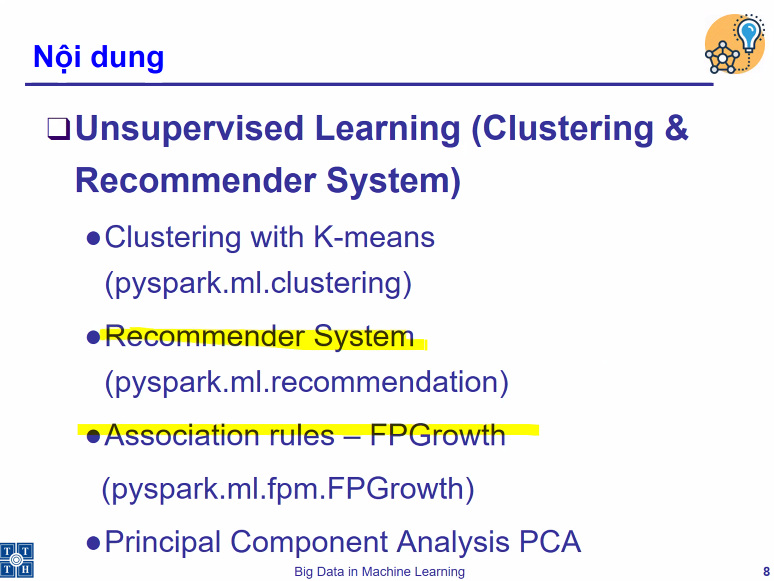 Nội dung
❑Unsupervised Learning (Clustering &
Recommender System)
●Clustering with K-means
(pyspark.ml.clustering)
●Recommender System
(pyspark.ml.recommendation)
●Association rules – FPGrowth
(pyspark.ml.fpm.FPGrowth)
●Principal Component Analysis PCA
T T
T H
Big Data in Machine Learning
8